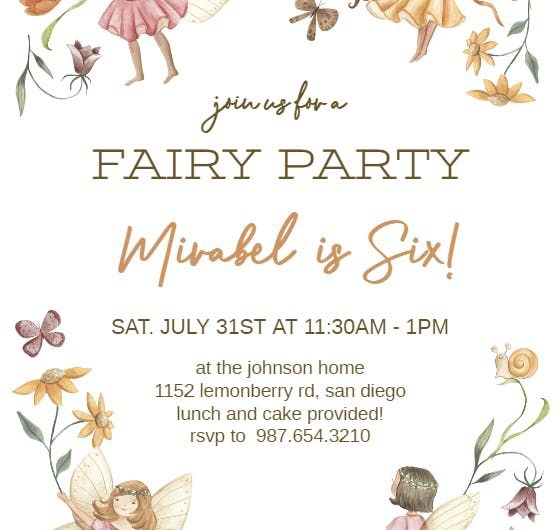 join us for a
FAIRY PARTY
Mirabel is Six!
SAT. JULY 31ST AT 11:30AM - 1PM
at the johnson home
1152 lemonberry rd, san diego
lunch and cake provided!
rsvp to 987.654.3210